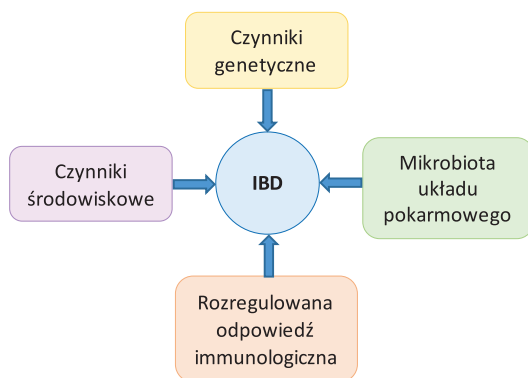 Czynniki
genetyczne
Czynniki
środowiskowe
IBD
Mikrobiota
układu
pokarmowego
Rozregulowana
odpowiedź
immunologiczna